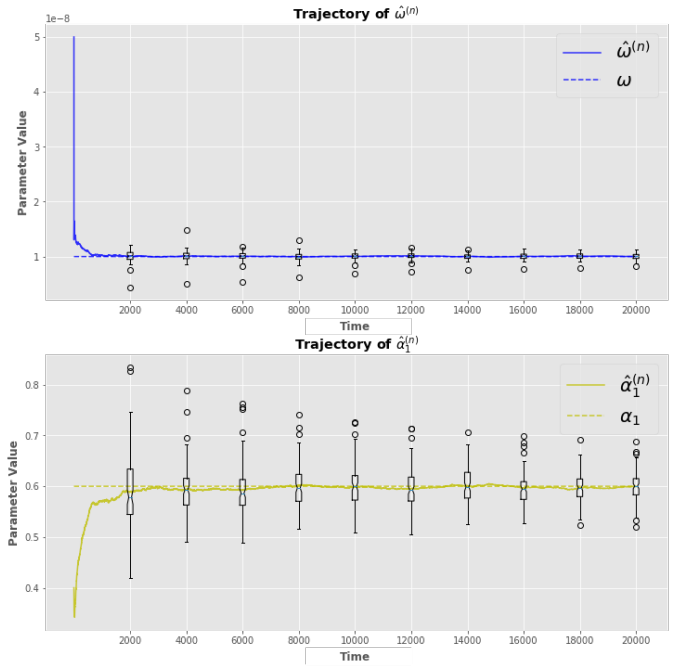 Trajectory of ω̂⁽ⁿ⁾
1e−8
5
4
3
2
1
Parameter Value
ω̂⁽ⁿ⁾
ω
2000 4000 6000 8000 10000 12000 14000 16000 18000 20000
Time
Trajectory of α̂₁⁽ⁿ⁾
0.8
0.7
0.6
0.5
0.4
Parameter Value
α̂₁⁽ⁿ⁾
α₁
2000 4000 6000 8000 10000 12000 14000 16000 18000 20000
Time